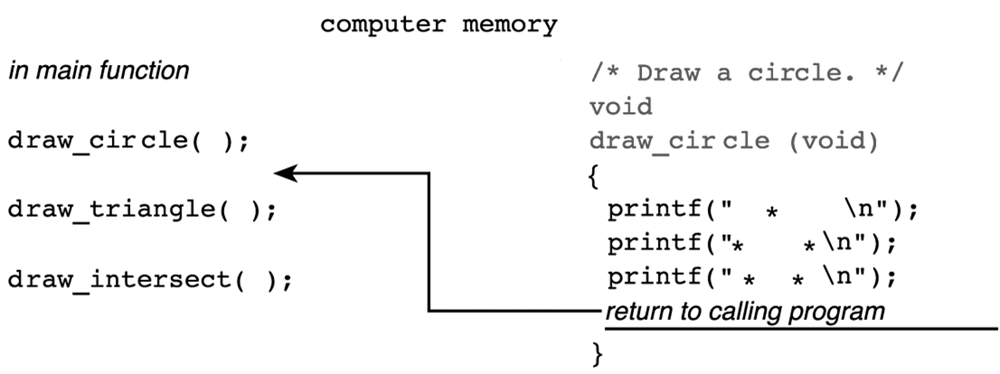 computer memory
in main function
draw_circle( );
draw_triangle( );
draw_intersect( );
/* Draw a circle. */
void
draw_circle (void)
{
printf("  *    \n");
printf("*    *\n");
printf(" *  * \n");
return to calling program
}